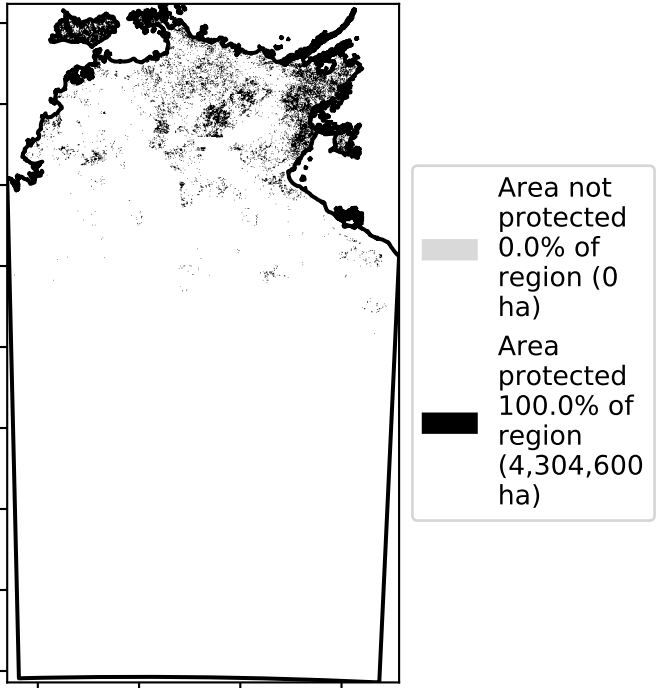 Area not
protected
0.0% of
region (0
ha)
Area
protected
100.0% of
region
(4,304,600
ha)